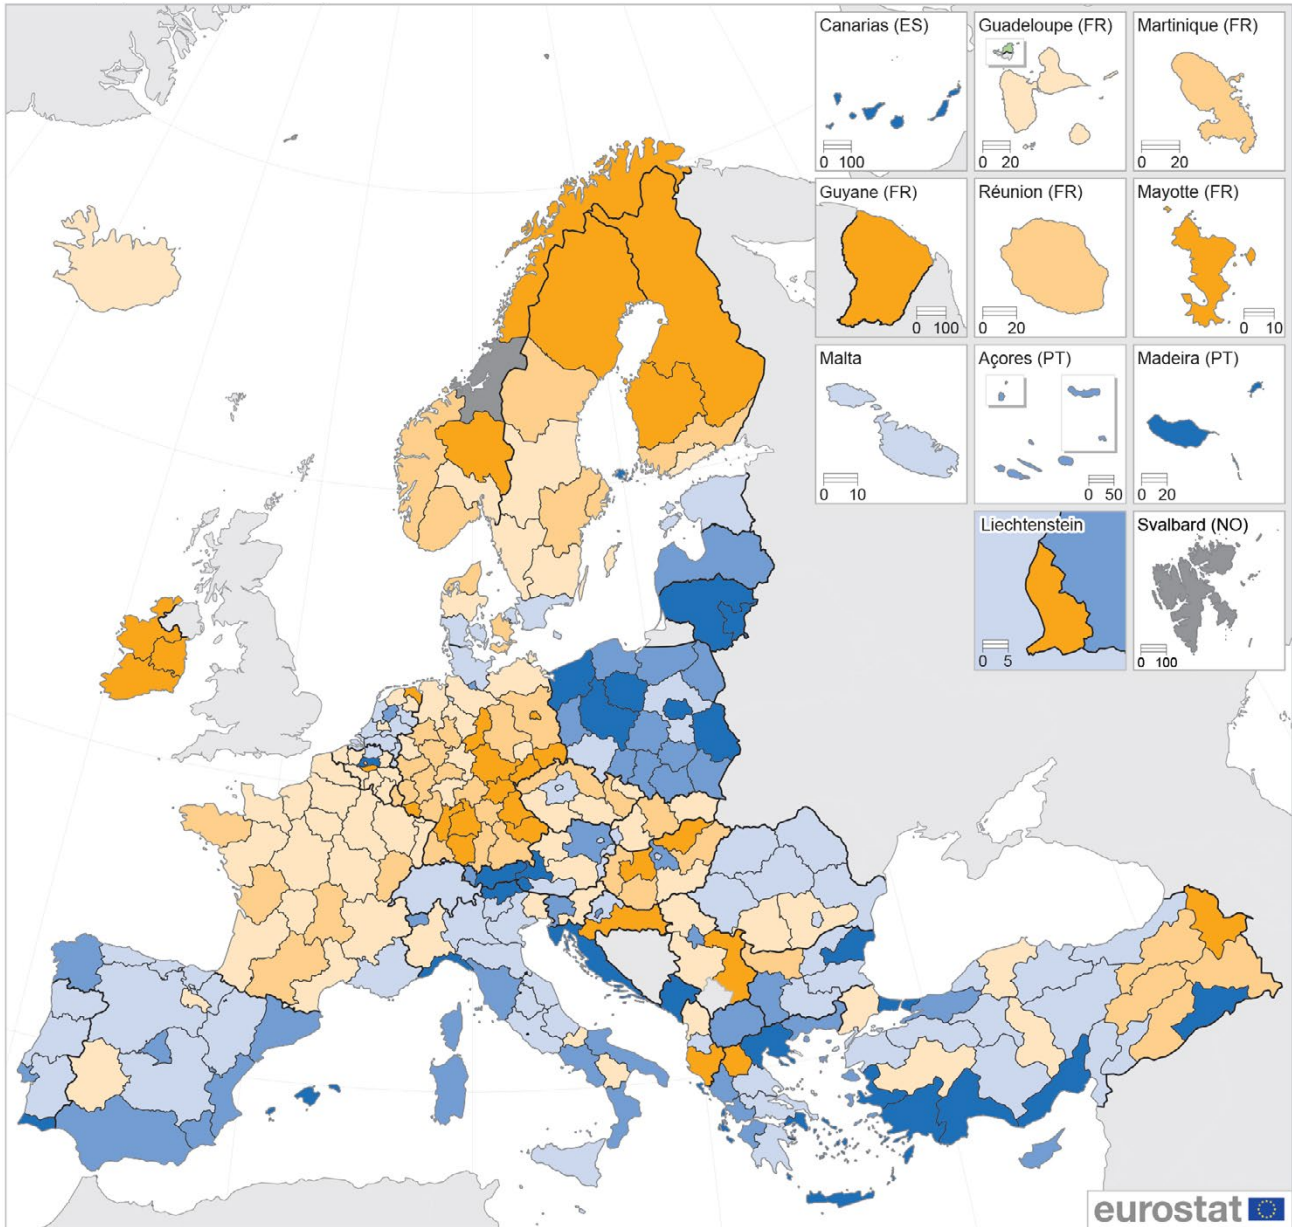 Canarias (ES)
0 100
Guadeloupe (FR)
0 20
Martinique (FR)
0 20
Guyane (FR)
0 100
Réunion (FR)
0 20
Mayotte (FR)
0 10
Malta
0 10
Açores (PT)
0 50
Madeira (PT)
0 20
Liechtenstein
0 5
Svalbard (NO)
0 100
eurostat